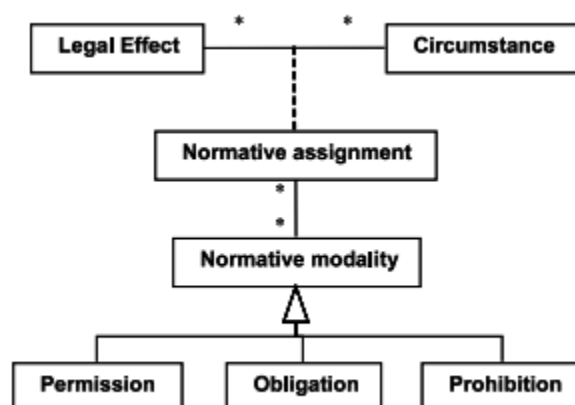 * *
Legal Effect Circumstance
Normative assignment
*
*
Normative modality
Permission Obligation Prohibition